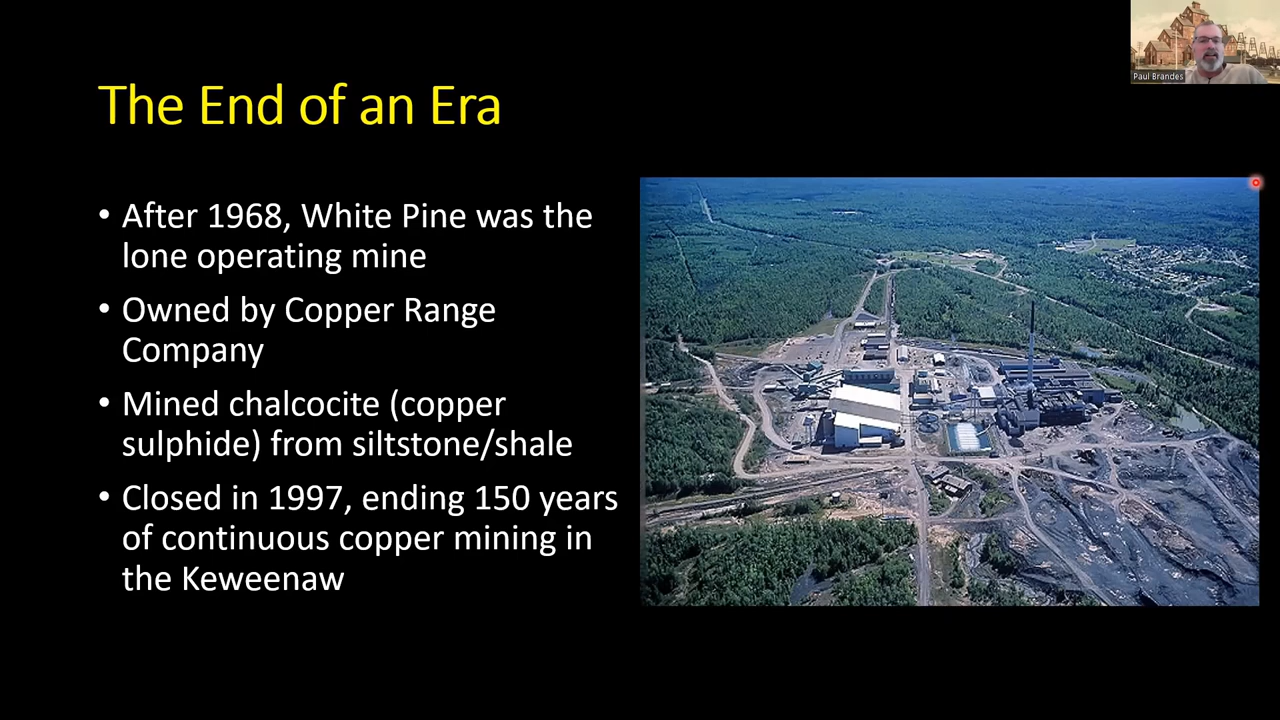 Paul Brandes
The End of an Era
• After 1968, White Pine was the
lone operating mine
• Owned by Copper Range
Company
• Mined chalcocite (copper
sulphide) from siltstone/shale
• Closed in 1997, ending 150 years
of continuous copper mining in
the Keweenaw